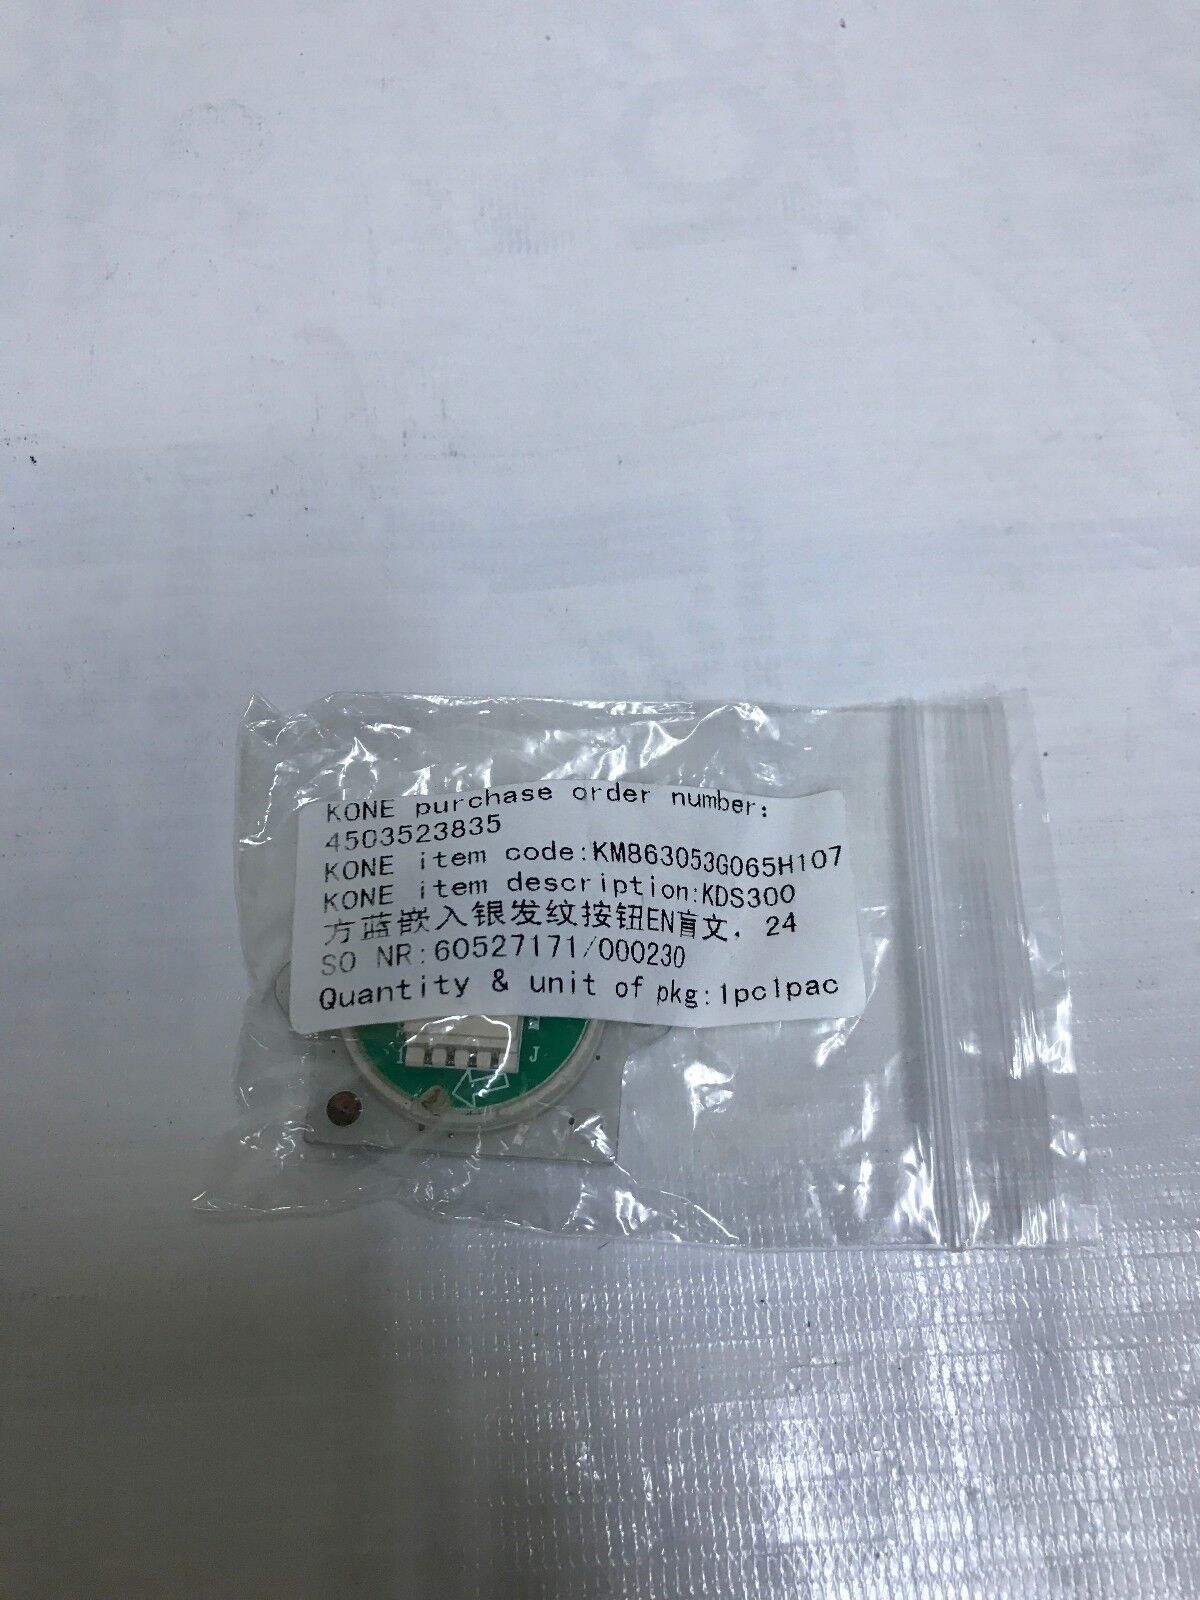 KONE purchase order number:
4503523835
KONE item code:KM863053G065H107
KONE item description:KDS300
方蓝嵌入银发纹按钮EN盲文, 24
SO NR:60527171/000230
Quantity & unit of pkg:1pc1pac
1 J